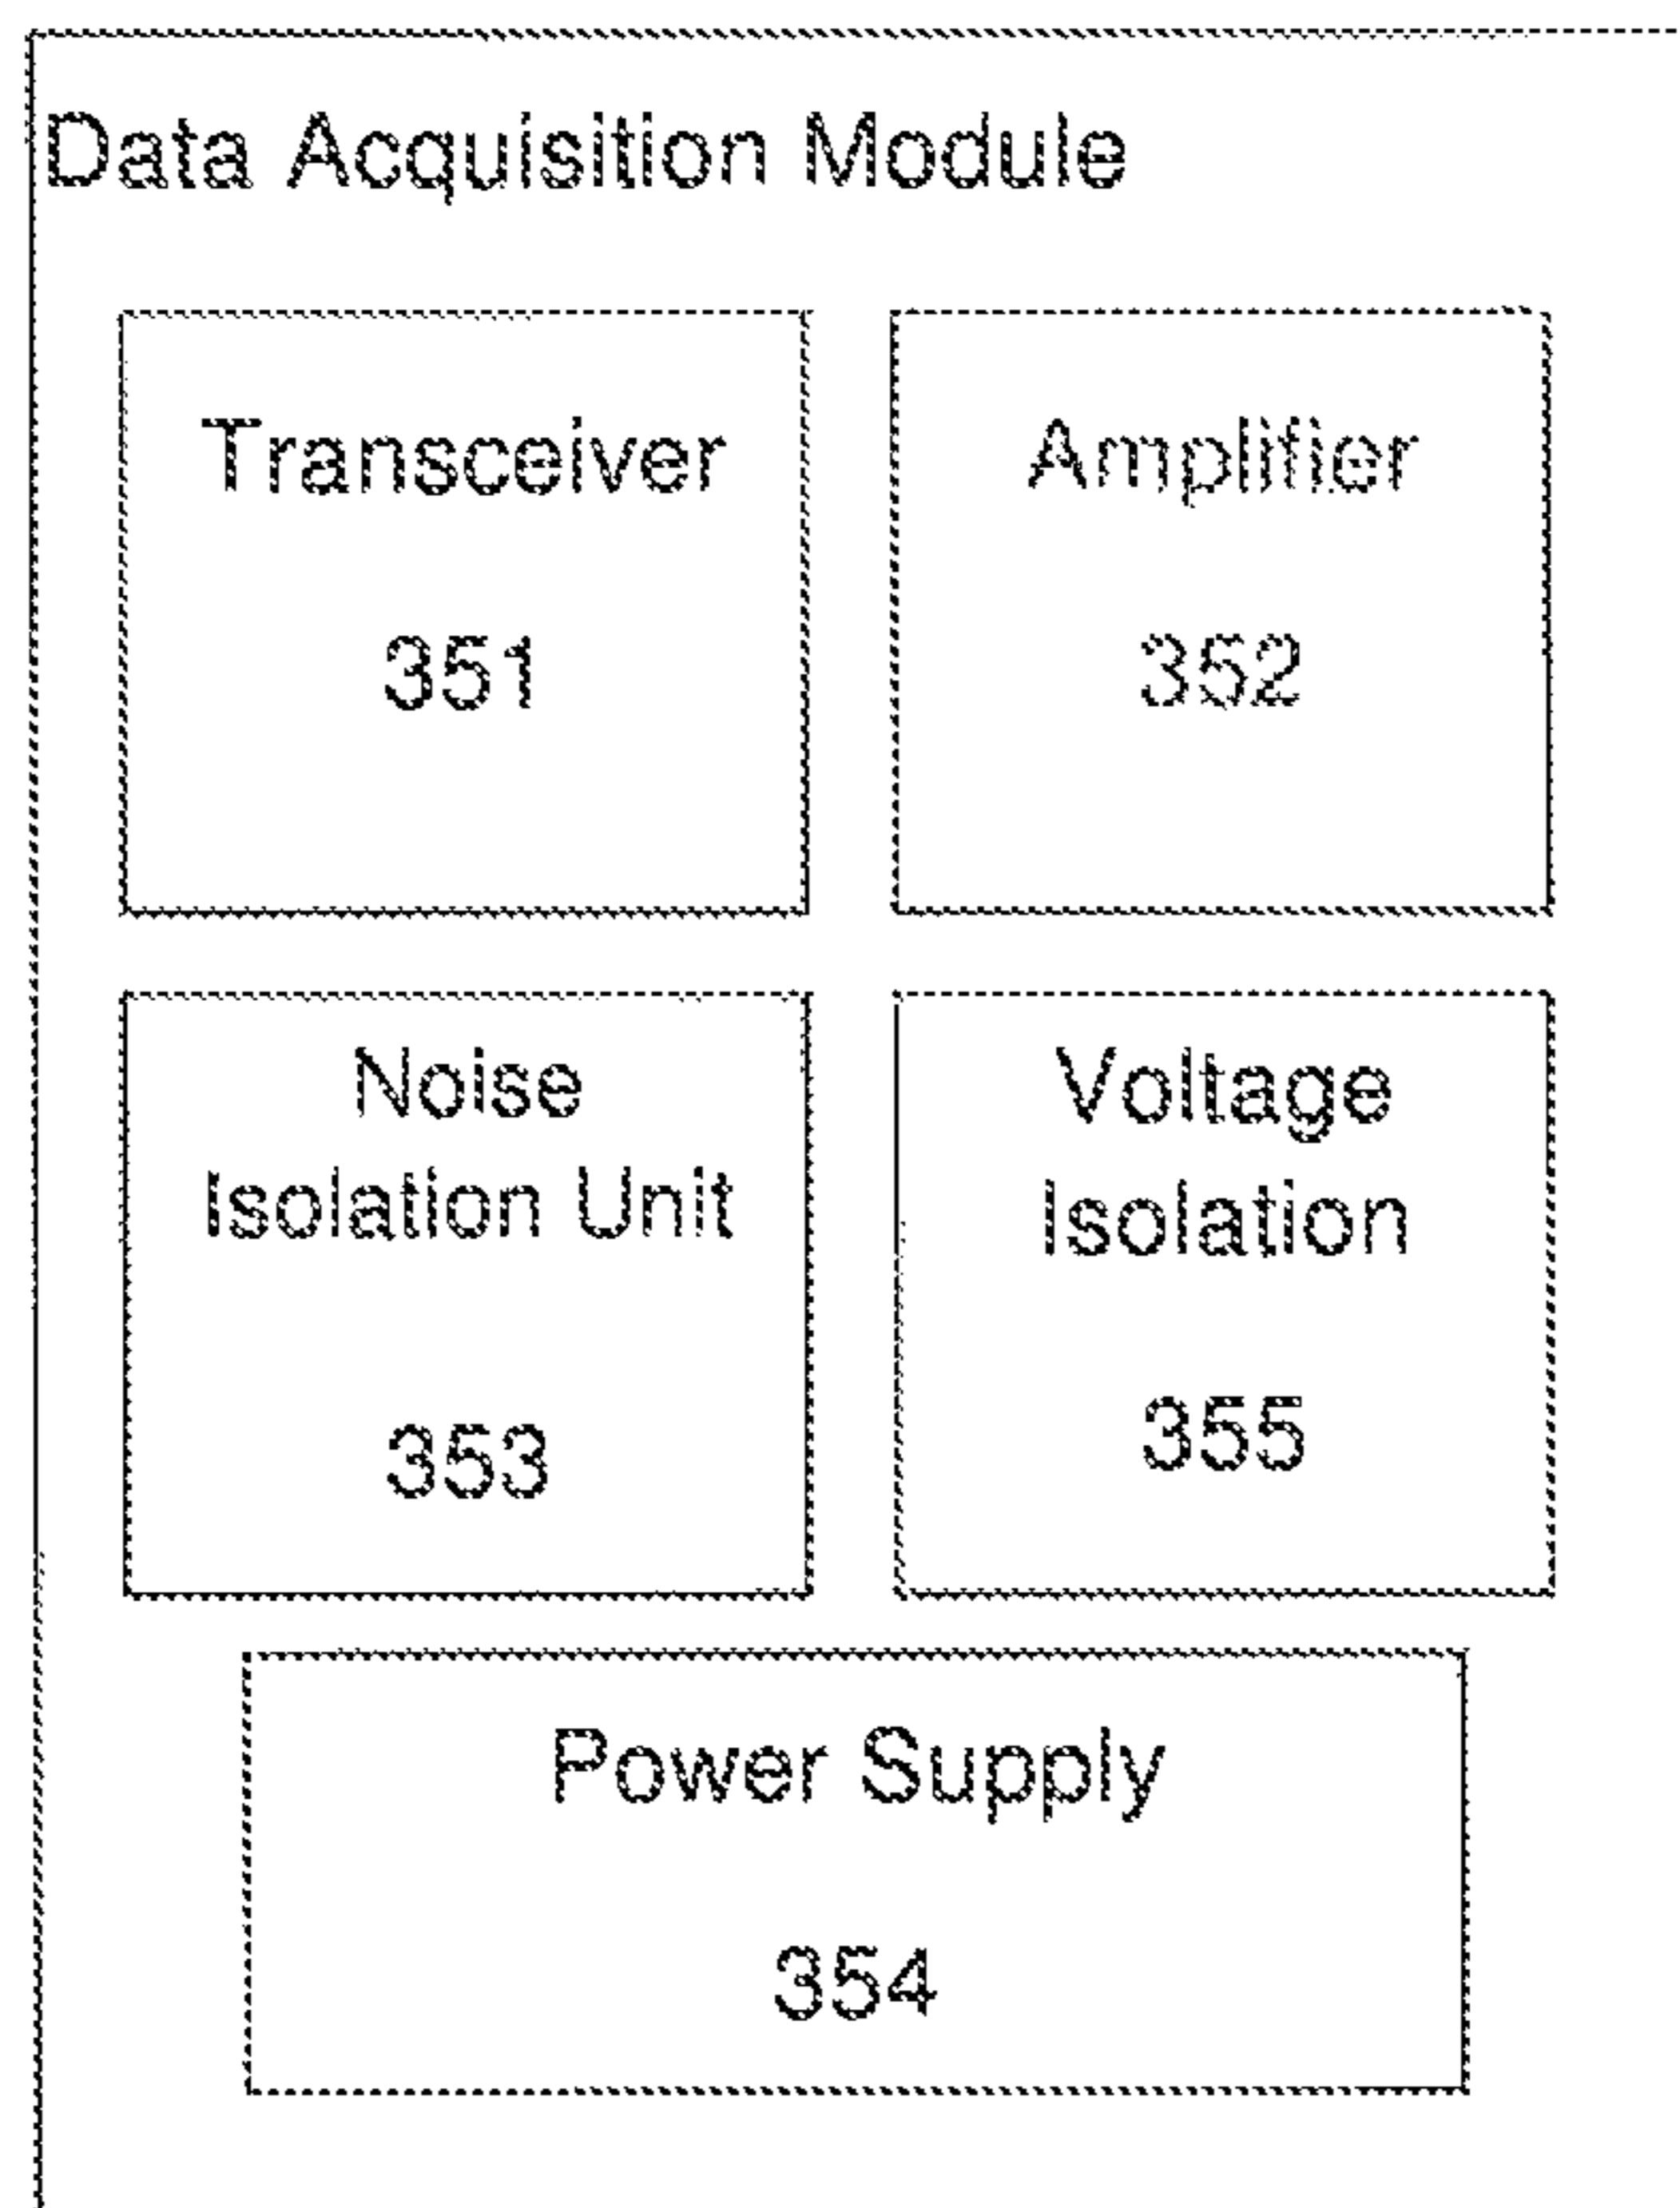 Data Acquisition Module
Transceiver
351
Amplifier
352
Noise
Isolation Unit
353
Voltage
Isolation
355
Power Supply
354